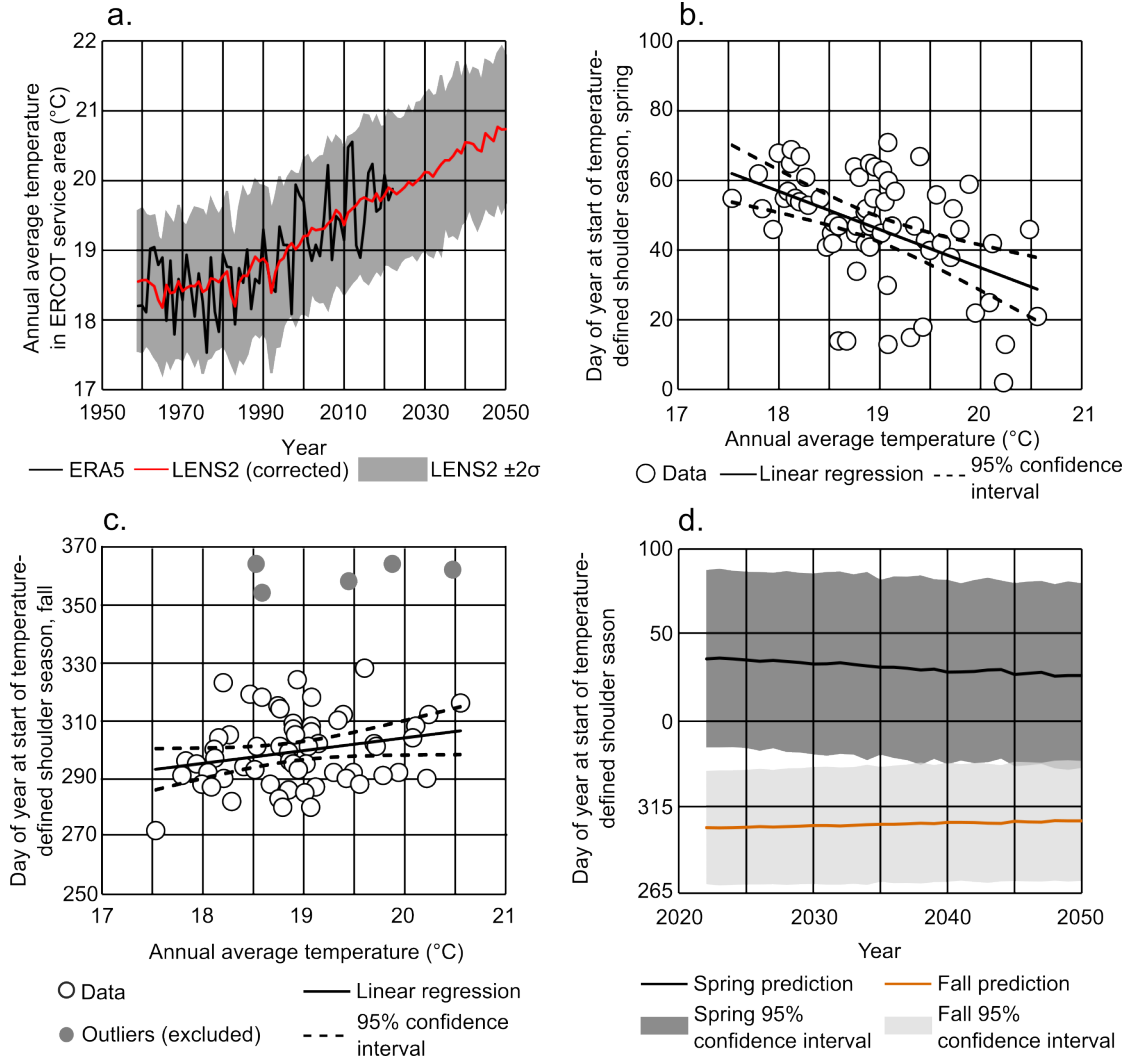 a.
Annual average temperature
in ERCOT service area (°C)
22
21
20
19
18
17
1950
1970
1990
2010
2030
2050
Year
ERA5
LENS2 (corrected)
LENS2 ±2σ
b.
Day of year at start of temperature-
defined shoulder season, spring
100
80
60
40
20
0
17
18
19
20
21
Annual average temperature (°C)
Data
Linear regression
95% confidence
interval
c.
Day of year at start of temperature-
defined shoulder season, fall
370
350
330
310
290
270
250
17
18
19
20
21
Annual average temperature (°C)
Data
Linear regression
Outliers (excluded)
95% confidence
interval
d.
Day of year at start of temperature-
defined shoulder sason
100
50
0
315
265
2020
2030
2040
2050
Year
Spring prediction
Fall prediction
Spring 95%
confidence interval
Fall 95%
confidence interval